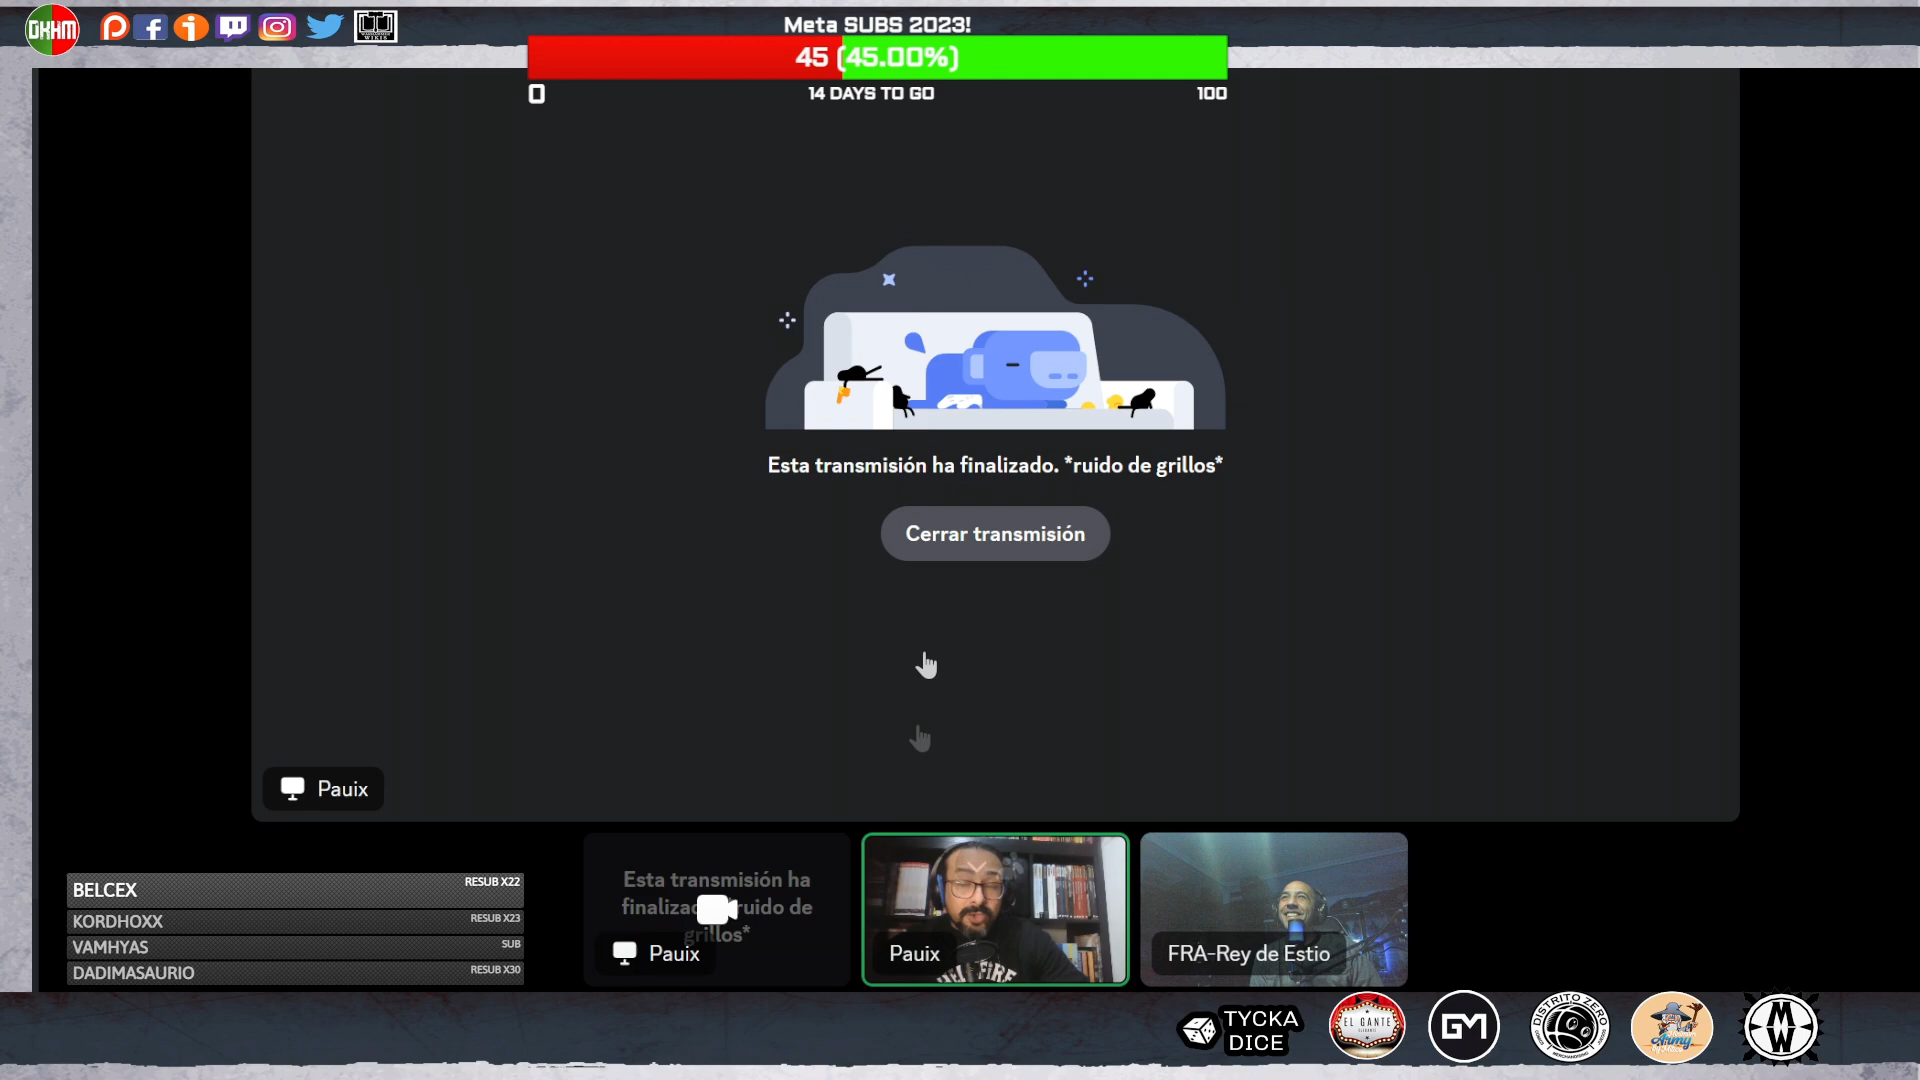 DKHM
Meta SUBS 2023!
45 (45.00%)
0
14 DAYS TO GO
100
Esta transmisión ha finalizado. *ruido de grillos*
Cerrar transmisión
Pauix
BELCEX
RESUB X22
KORDHOXX
RESUB X23
VAMHYAS
SUB
DADIMASAURIO
RESUB X30
Esta transmisión ha
ruido de
grillos*
Pauix
Pauix
FRA-Rey de Estio
TYCKA
DICE
EL GANTE
GM
DISTRITO ZERO
Army